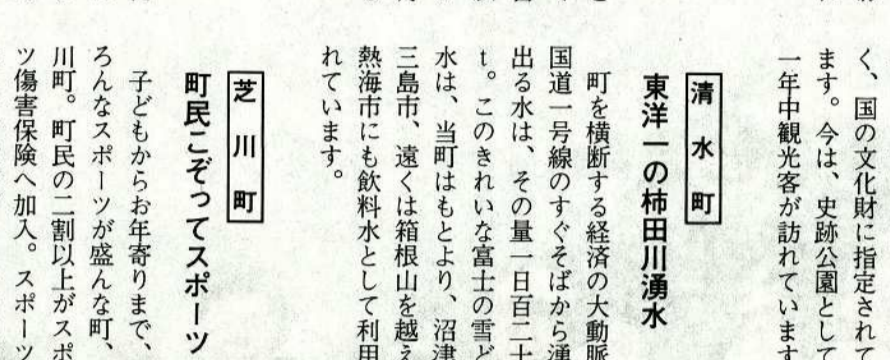 く、国の文化財に指定されて
ます。今は、史跡公園として
一年中観光客が訪れています
清水町
東洋一の柿田川湧水
町を横断する経済の大動脈
国道一号線のすぐそばから湧
出る水は、その量一日百二十
t。このきれいな富士の雪ど
水は、当町はもとより、沼津
三島市、遠くは箱根山を越え
熱海市にも飲料水として利用
れています。
芝川町
町民こぞってスポーツ
子どもからお年寄りまで、
ろんなスポーツが盛んな町、
川町。町民の二割以上がスポ
ツ傷害保険へ加入。スポーツ